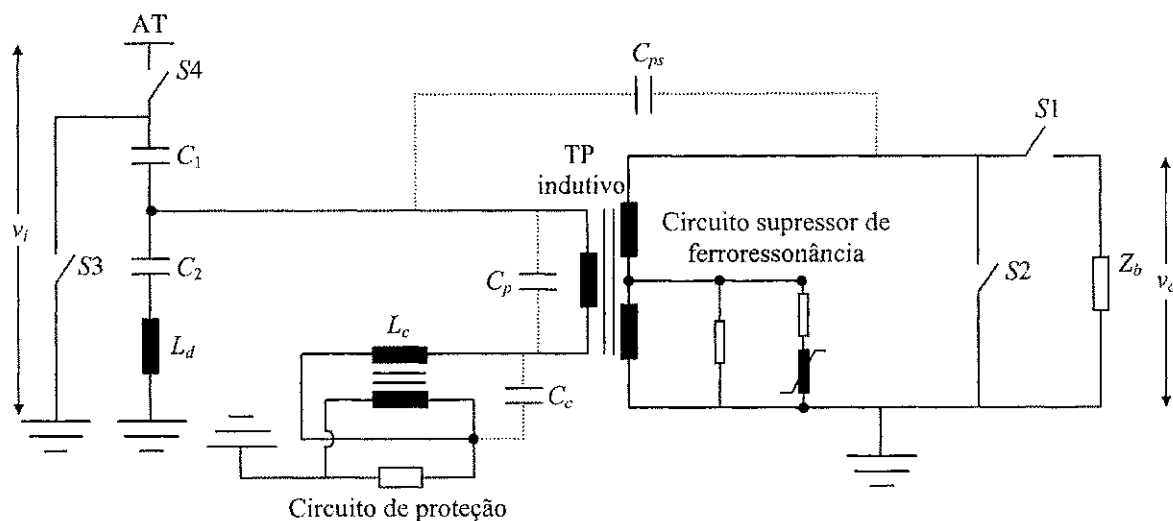 AT
S4
C_ps
S1
C_1
TP
indutivo
Circuito supressor de
ferroressonância
v_i
S3
C_2
C_p
S2
Z_b
L_d
L_c
C_c
Circuito de proteção